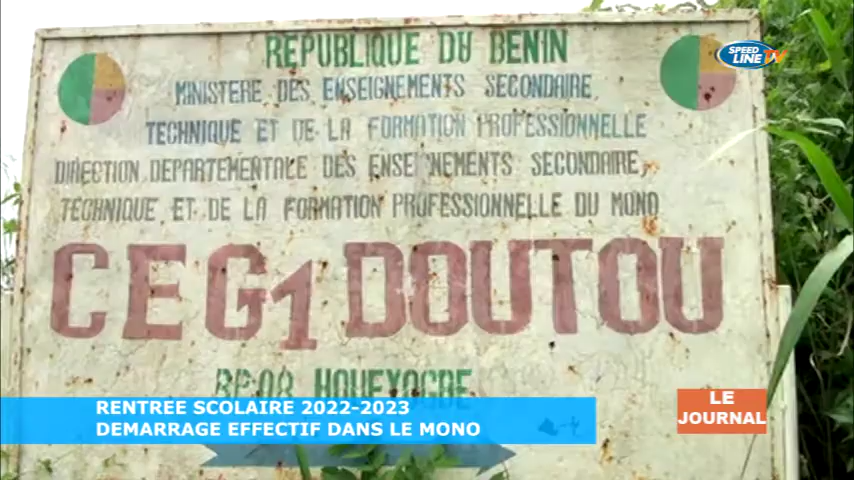 REPUBLIQUE DU BENIN
SPEED
LINE TV
MINISTERE DES ENSEIGNEMENTS SECONDAIRE,
TECHNIQUE ET DE LA FORMATION PROFESSIONNELLE
DIRECTION DEPARTEMENTALE DES ENSEIGNEMENTS SECONDAIRE,
TECHNIQUE ET DE LA FORMATION PROFESSIONNELLE DU MONO
CEG1 DOUTOU
BP:08 HOUEYOGBE
RENTREE SCOLAIRE 2022-2023
DEMARRAGE EFFECTIF DANS LE MONO
LE
JOURNAL